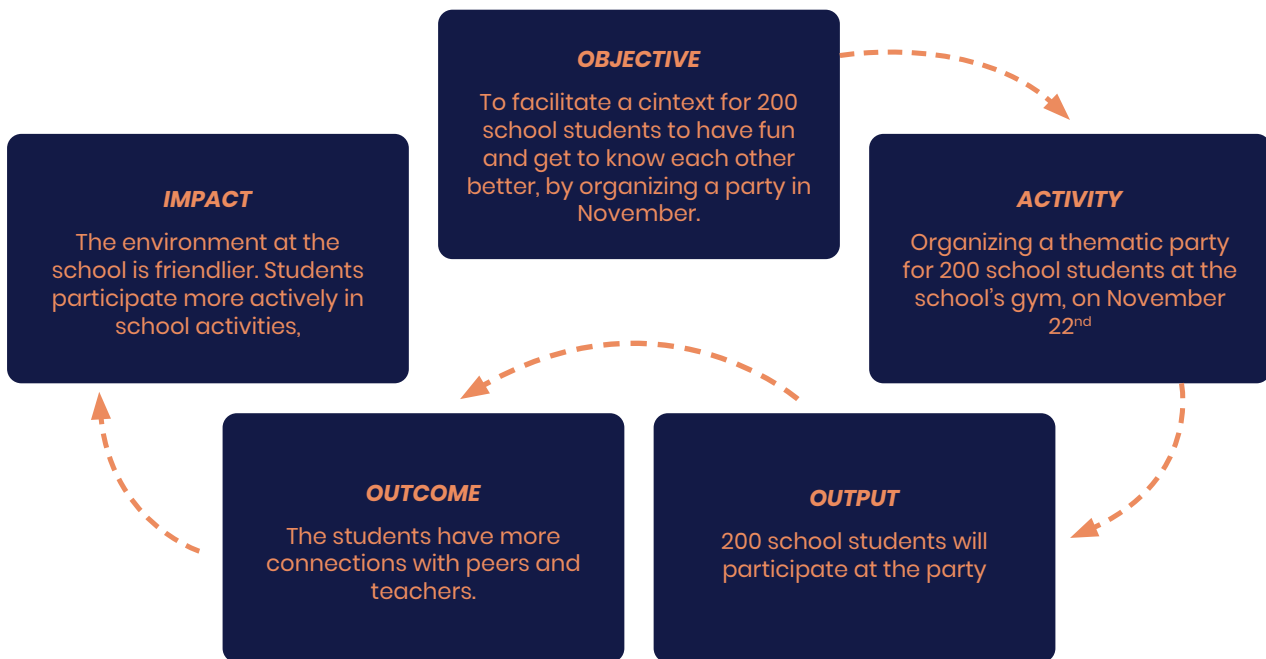 OBJECTIVE
To facilitate a cintext for 200
school students to have fun
and get to know each other
better, by organizing a party in
November.
ACTIVITY
Organizing a thematic party
for 200 school students at the
school’s gym, on November
22nd
OUTPUT
200 school students will
participate at the party
OUTCOME
The students have more
connections with peers and
teachers.
IMPACT
The environment at the
school is friendlier. Students
participate more actively in
school activities,